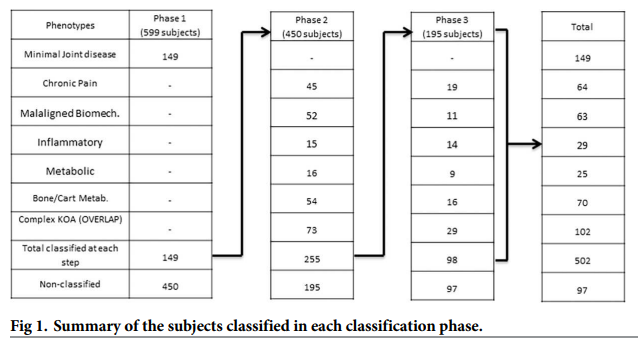 Phenotypes Phase 1 (599 subjects) Phase 2 (450 subjects) Phase 3 (195 subjects) Total
Minimal Joint disease 149 - - 149
Chronic Pain - 45 19 64
Malaligned Biomech. - 52 11 63
Inflammatory - 15 14 29
Metabolic - 16 9 25
Bone/Cart Metab. - 54 16 70
Complex KOA (OVERLAP) - 73 29 102
Total classified at each step 149 255 98 502
Non-classified 450 195 97 97
Fig 1. Summary of the subjects classified in each classification phase.